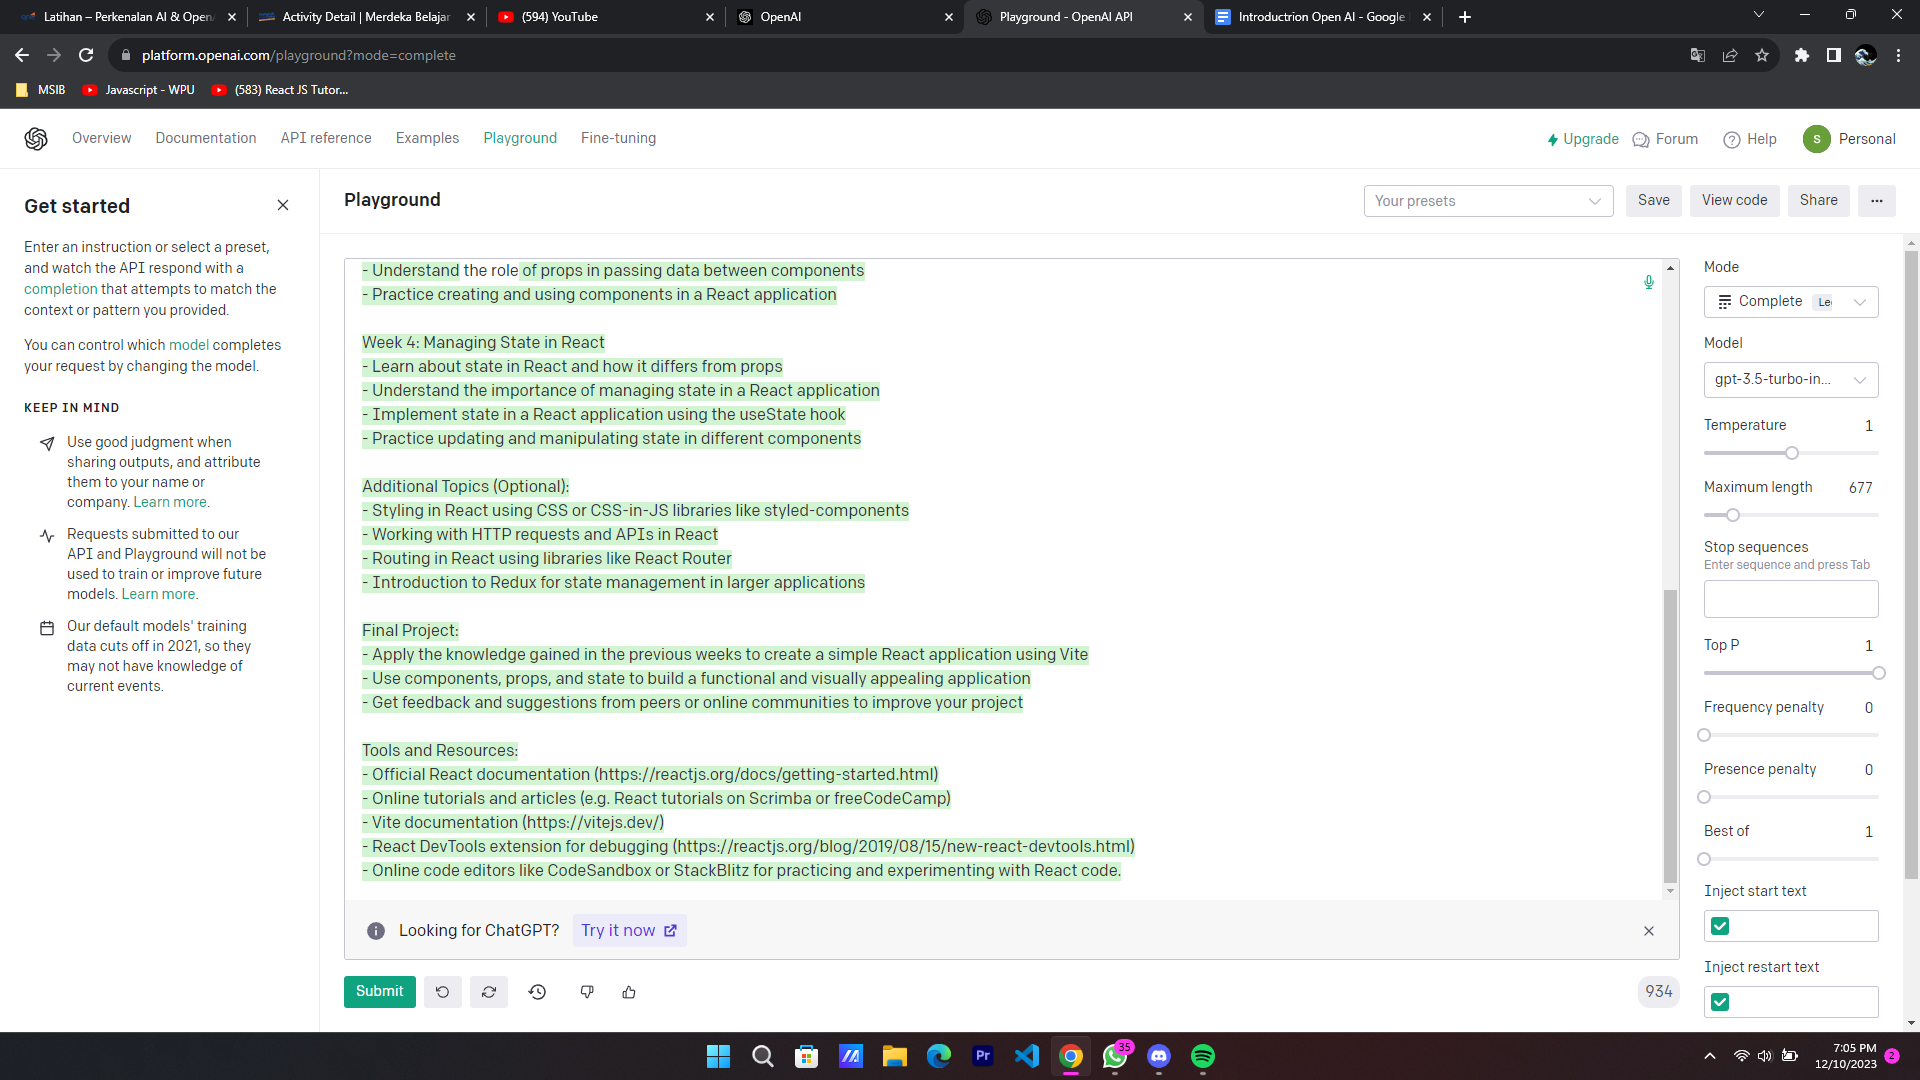 Latihan – Perkenalan AI & Open
Activity Detail | Merdeka Belajar
(594) YouTube
OpenAI
Playground - OpenAI API
Introductrion Open AI - Google
platform.openai.com/playground?mode=complete
MSIB
Javascript - WPU
(583) React JS Tutor...
Overview
Documentation
API reference
Examples
Playground
Fine-tuning
Upgrade
Forum
Help
S
Personal
Get started
Enter an instruction or select a preset,
and watch the API respond with a
completion that attempts to match the
context or pattern you provided.
You can control which model completes
your request by changing the model.
KEEP IN MIND
Use good judgment when
sharing outputs, and attribute
them to your name or
company. Learn more.
Requests submitted to our
API and Playground will not be
used to train or improve future
models. Learn more.
Our default models' training
data cuts off in 2021, so they
may not have knowledge of
current events.
Playground
Your presets
Save
View code
Share
...
- Understand the role of props in passing data between components
- Practice creating and using components in a React application
Week 4: Managing State in React
- Learn about state in React and how it differs from props
- Understand the importance of managing state in a React application
- Implement state in a React application using the useState hook
- Practice updating and manipulating state in different components
Additional Topics (Optional):
- Styling in React using CSS or CSS-in-JS libraries like styled-components
- Working with HTTP requests and APIs in React
- Routing in React using libraries like React Router
- Introduction to Redux for state management in larger applications
Final Project:
- Apply the knowledge gained in the previous weeks to create a simple React application using Vite
- Use components, props, and state to build a functional and visually appealing application
- Get feedback and suggestions from peers or online communities to improve your project
Tools and Resources:
- Official React documentation (https://reactjs.org/docs/getting-started.html)
- Online tutorials and articles (e.g. React tutorials on Scrimba or freeCodeCamp)
- Vite documentation (https://vitejs.dev/)
- React DevTools extension for debugging (https://reactjs.org/blog/2019/08/15/new-react-devtools.html)
- Online code editors like CodeSandbox or StackBlitz for practicing and experimenting with React code.
Looking for ChatGPT?
Try it now
Submit
934
Mode
Complete Le
Model
gpt-3.5-turbo-in...
Temperature 1
Maximum length 677
Stop sequences
Enter sequence and press Tab
Top P 1
Frequency penalty 0
Presence penalty 0
Best of 1
Inject start text
Inject restart text
Pr
35
7:05 PM
12/10/2023
2